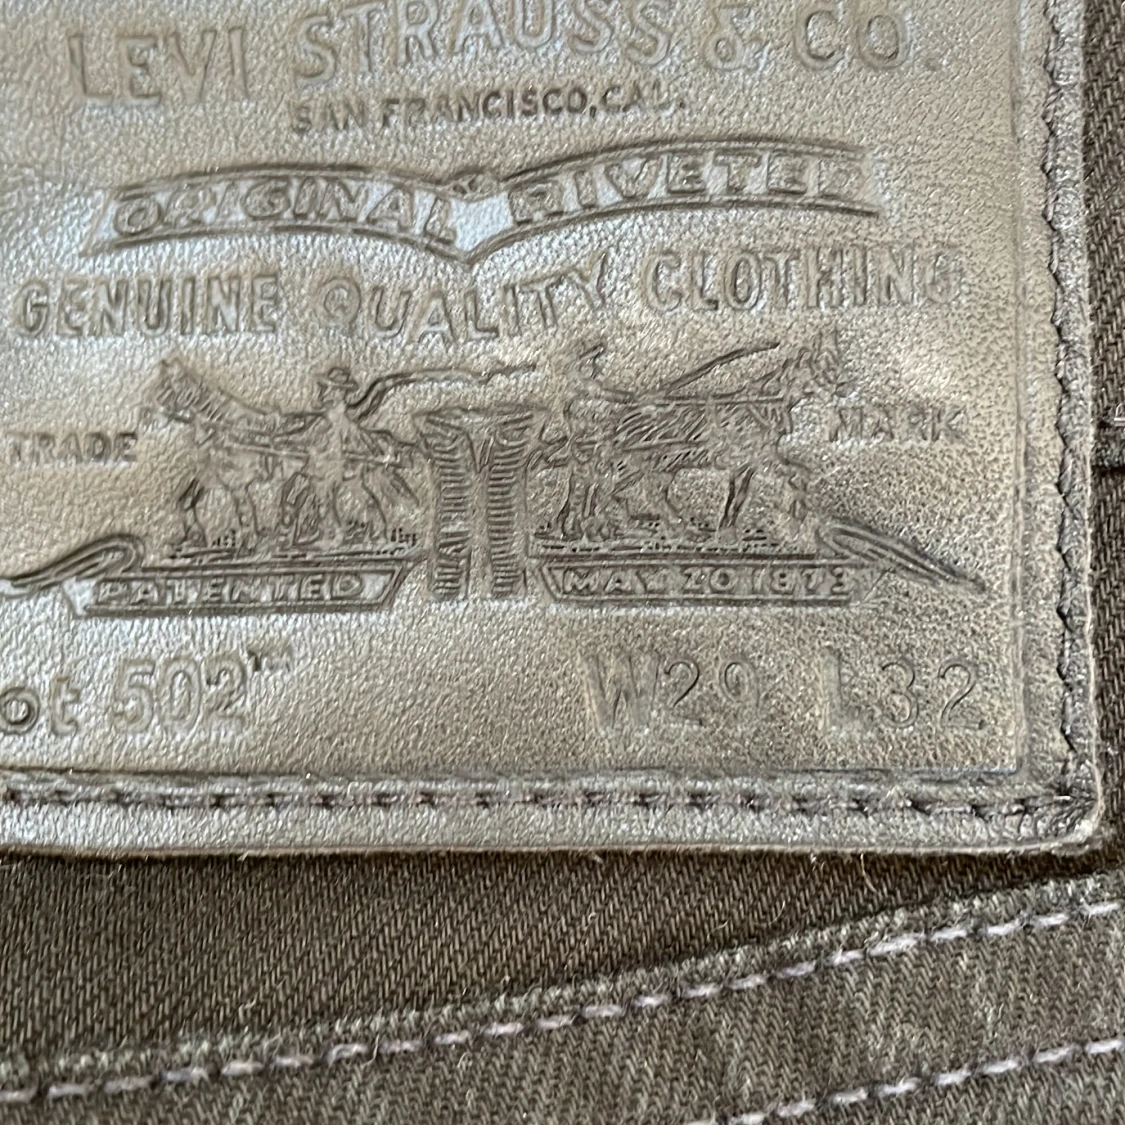 LEVI STRAUSS & CO.
SAN FRANCISCO, CAL.
ORIGINAL RIVETED
GENUINE QUALITY CLOTHING
TRADE MARK
PATENTED MAY 20 1873
ot 502™ W29 L32